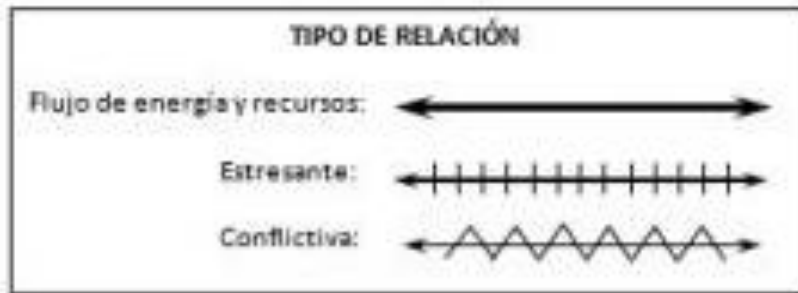 TIPO DE RELACIÓN
Flujo de energía y recursos:
Estresante:
Conflictiva: